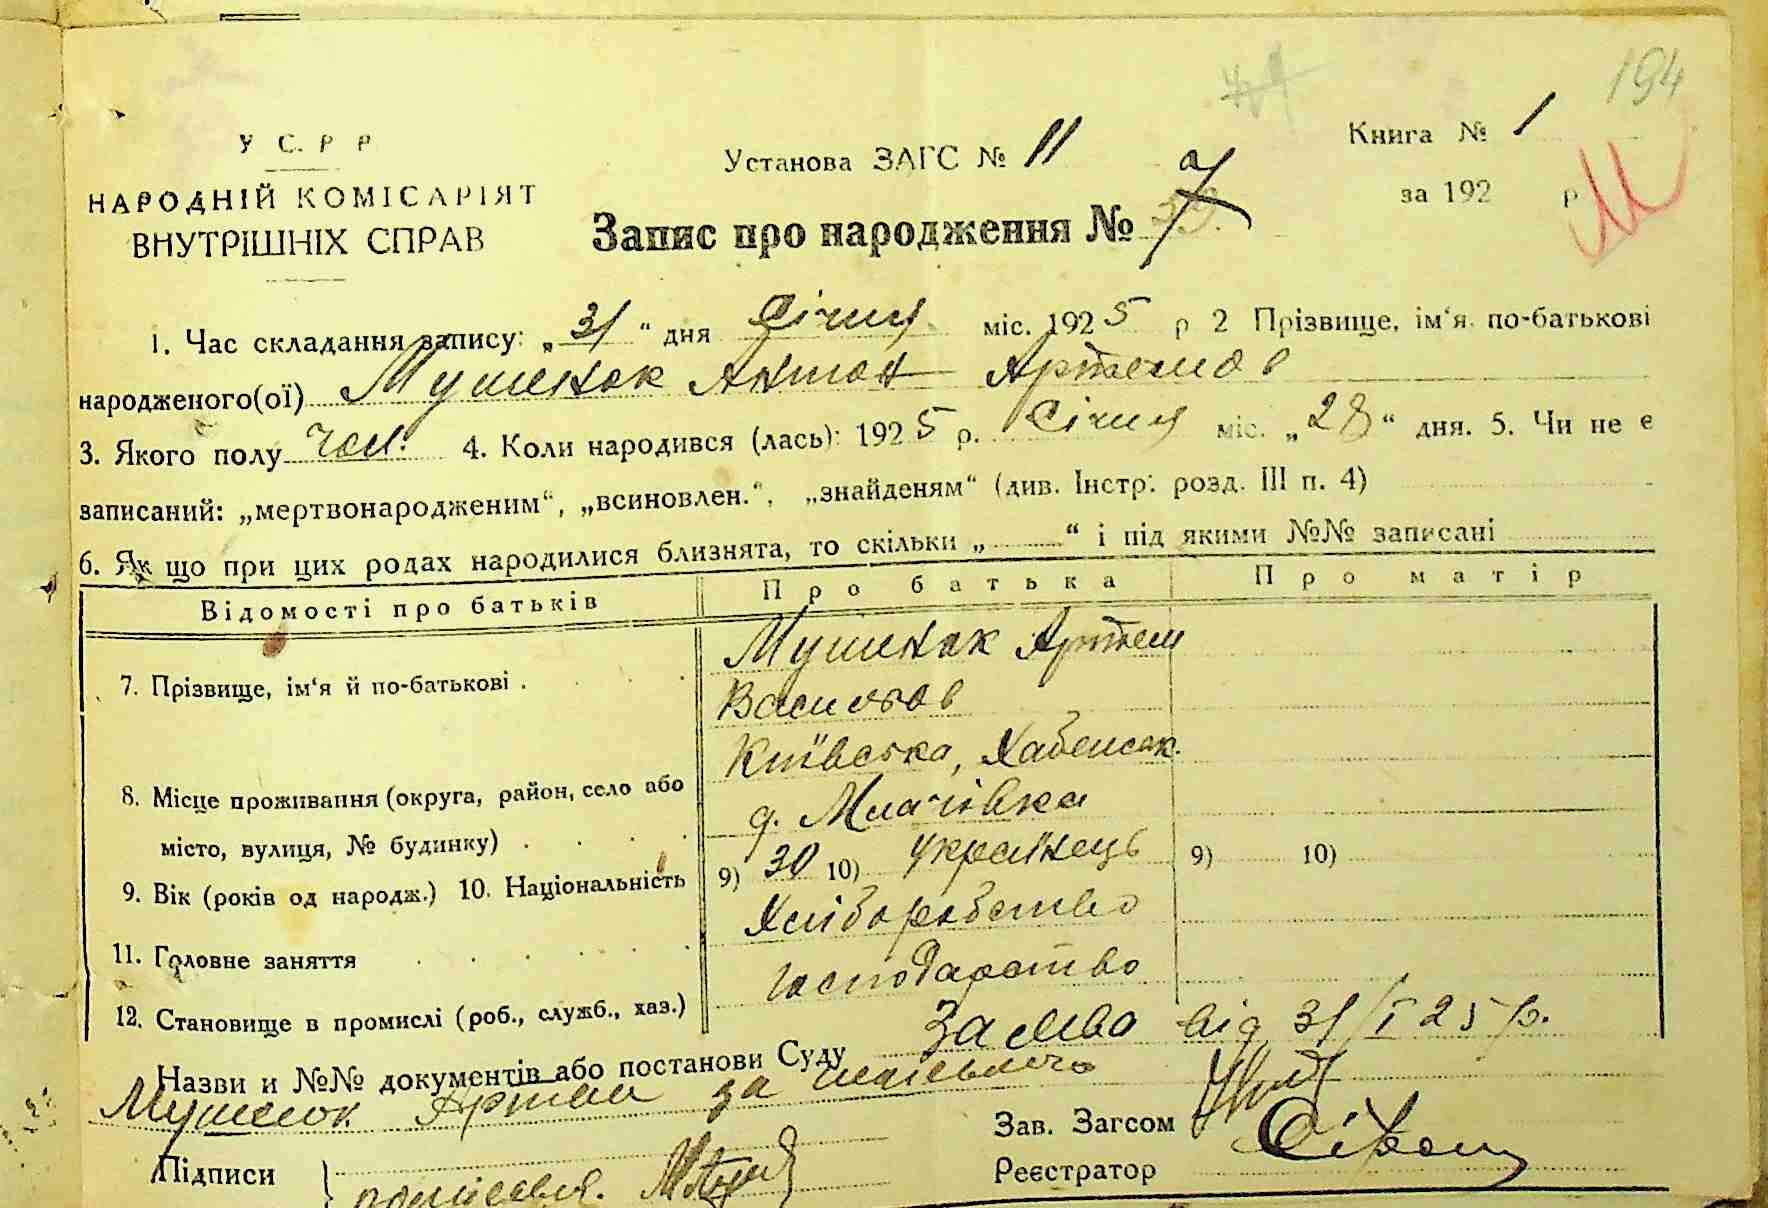 194
У С. Р Р
НАРОДНІЙ КОМІСАРІЯТ
ВНУТРІШНІХ СПРАВ
Установа ЗАГС № 11
Книга № 1
за 192 р
Запис про народження № 7
1. Час складання запису: „31“ дня Січня міс. 1925 р 2 Прізвище, ім‘я, по-батькові
народженого(ої) Мушенок Антон Артемов
3. Якого полу чол. 4. Коли народився (лась): 1925 р. Січня міс. „28“ дня. 5. Чи не є
записаний: „мертвонародженим“, „всиновлен.“, „знайденям“ (див. Інстр. розд. III п. 4)
6. Як що при цих родах народилися близнята, то скільки „ “ і під якими №№ записані
Відомості про батьків Про батька Про матір
7. Прізвище, ім‘я й по-батькові . Мушенок Артем
Васильов
8. Місце проживання (округа, район, село або Київська, Хабенськ.
місто, вулиця, № будинку) . д. Млачівка
9. Вік (років од народж.) 10. Національність 9) 30 10) Українець 9) 10)
11. Головне заняття Хліборобство
12. Становище в промислі (роб., служб., хаз.) господарство
Назви и №№ документів або постанови Суду Заява від 31/I 25 р.
Мушенок Артем за
Зав. Загсом
Підписи
Реєстратор